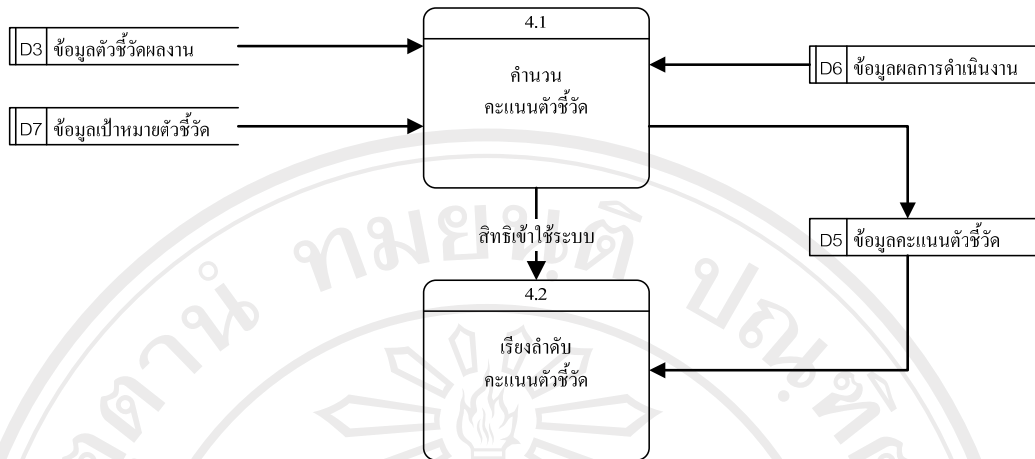 4.1
D3 ข้อมูลตัวชี้วัดผลงาน
คำนวน
คะแนนตัวชี้วัด
D6 ข้อมูลผลการดำเนินงาน
D7 ข้อมูลเป้าหมายตัวชี้วัด
สิทธิเข้าใช้ระบบ
D5 ข้อมูลคะแนนตัวชี้วัด
4.2
เรียงลำดับ
คะแนนตัวชี้วัด